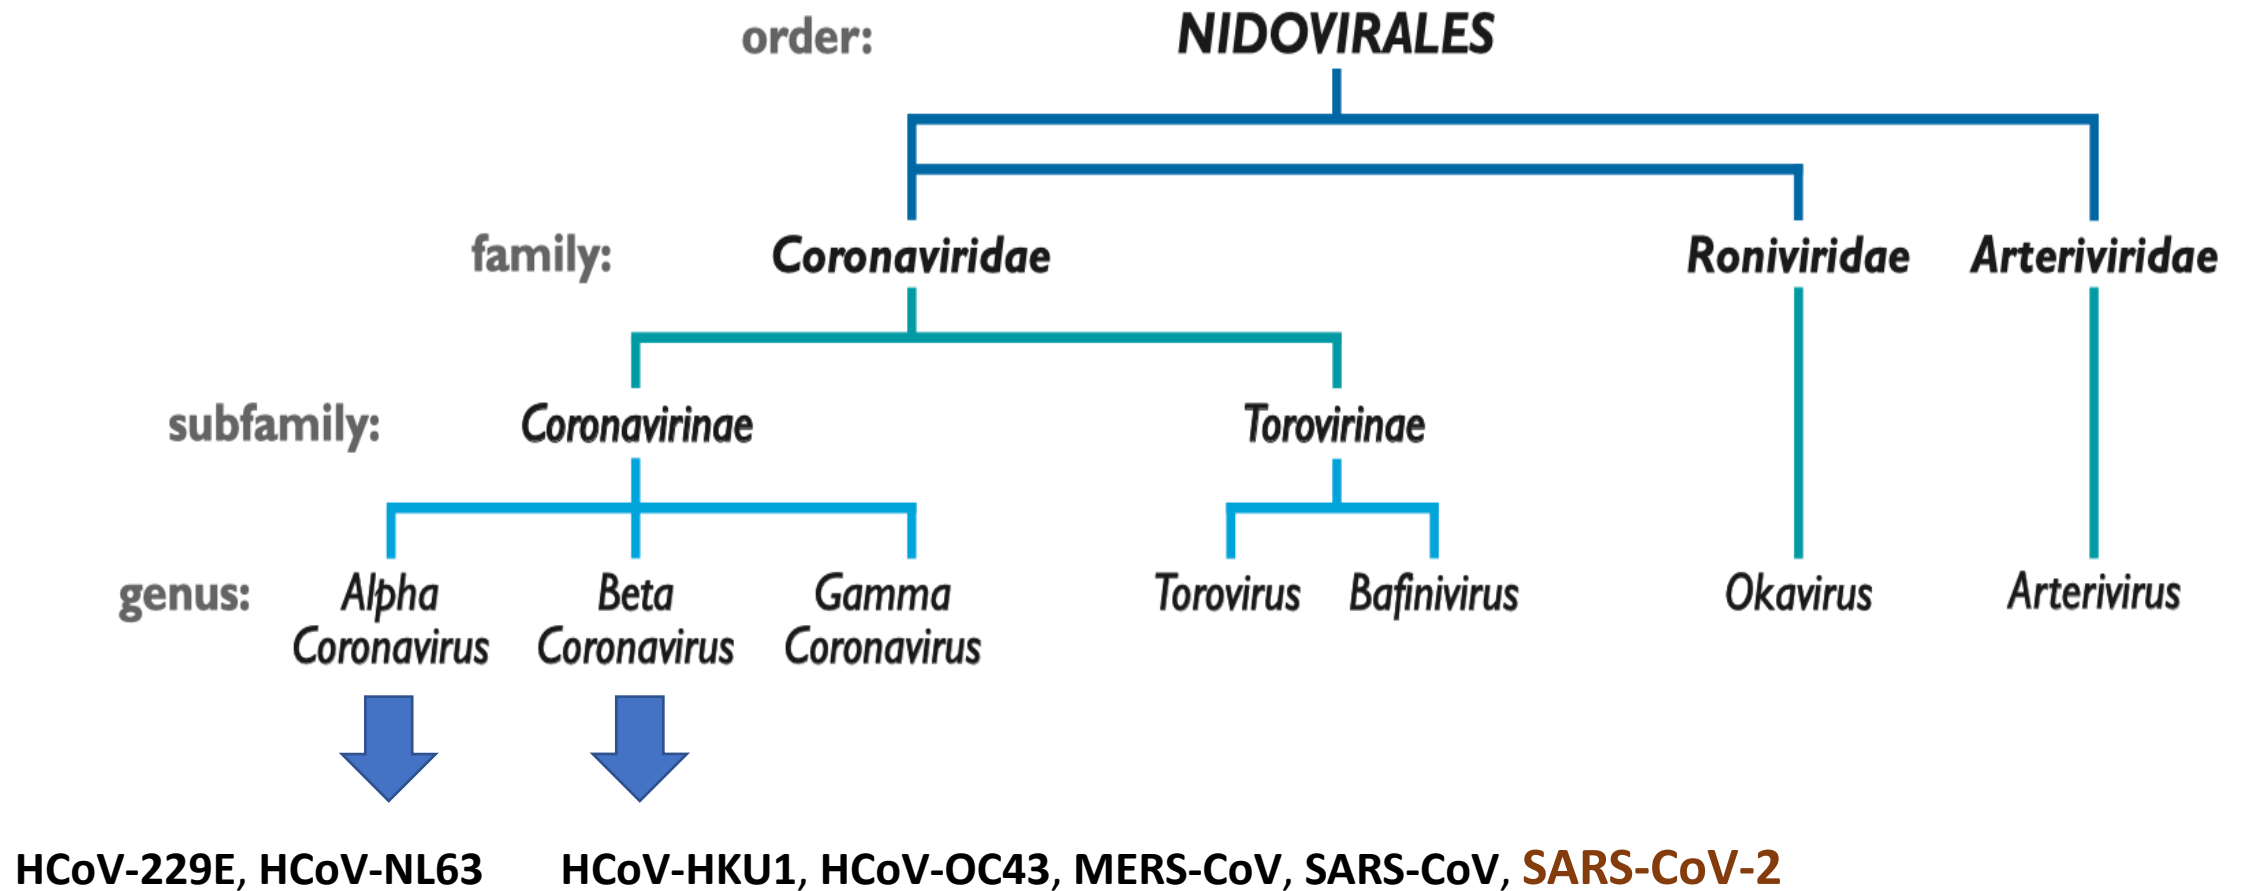 order: NIDOVIRALES
family: Coronaviridae Roniviridae Arteriviridae
subfamily: Coronavirinae Torovirinae
genus: Alpha Beta Gamma Torovirus Bafinivirus Okavirus Arterivirus
Coronavirus Coronavirus Coronavirus
HCoV-229E, HCoV-NL63 HCoV-HKU1, HCoV-OC43, MERS-CoV, SARS-CoV, SARS-CoV-2